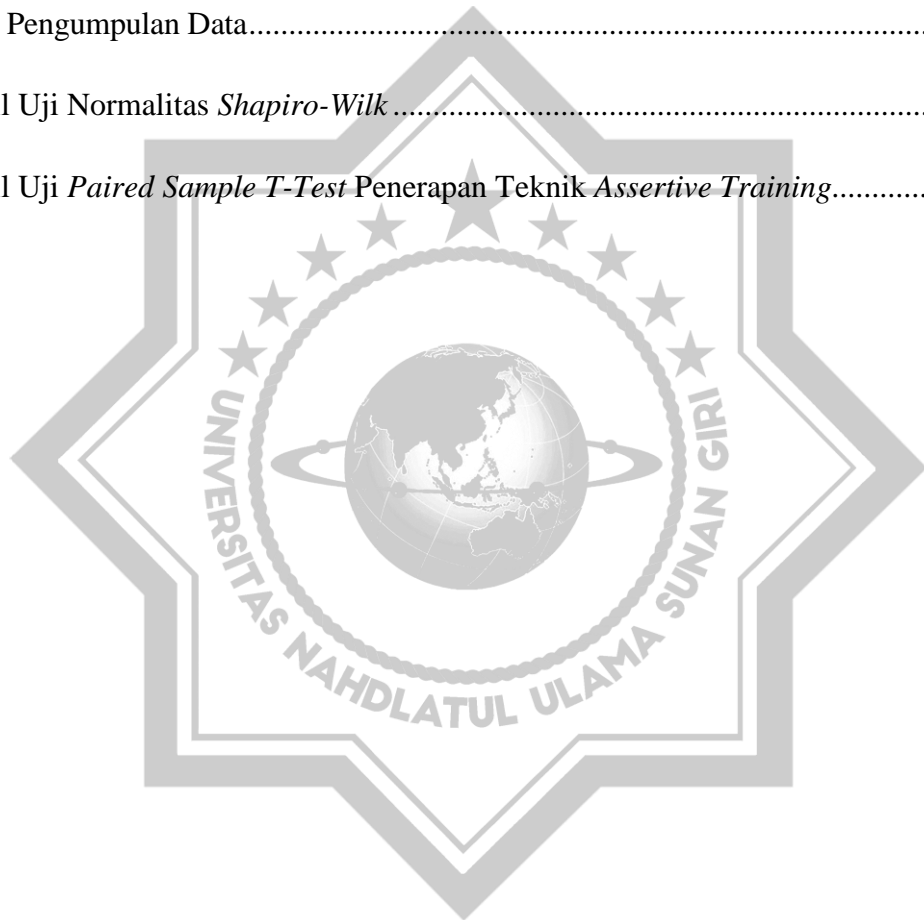 Pengumpulan Data...................................................................................
l Uji Normalitas Shapiro-Wilk .................................................................
l Uji Paired Sample T-Test Penerapan Teknik Assertive Training............
UNIVERSITAS NAHDLATUL ULAMA SUNAN GIRI